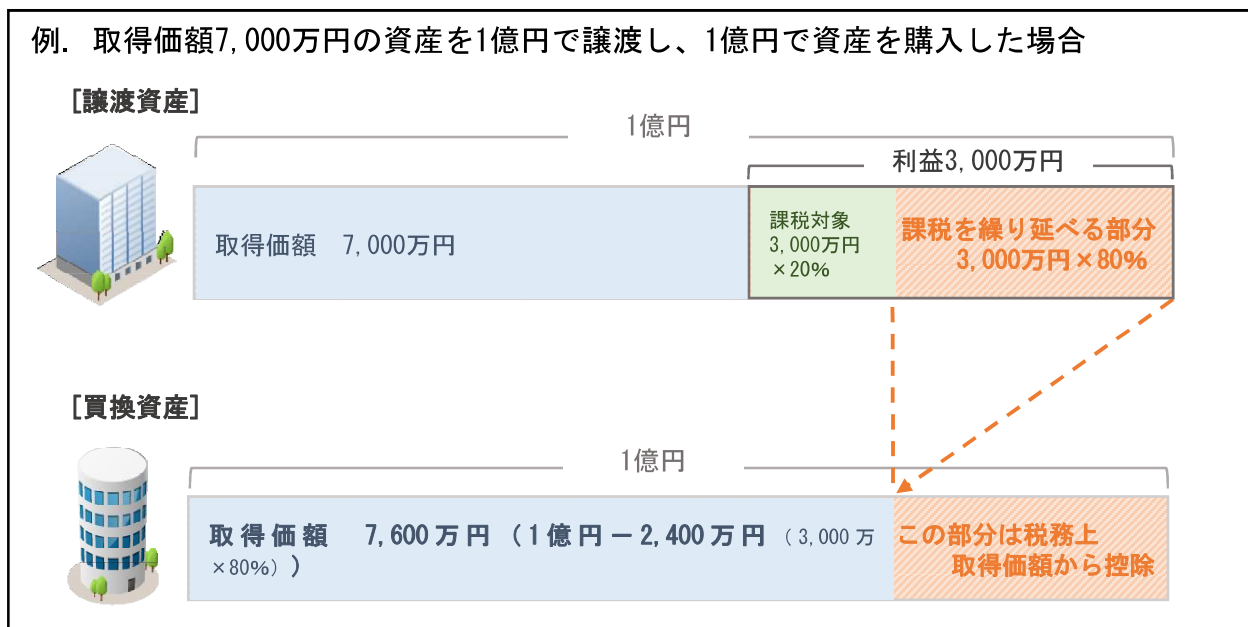 例. 取得価額7,000万円の資産を1億円で譲渡し、1億円で資産を購入した場合
[譲渡資産]
1億円
利益3,000万円
取得価額 7,000万円
課税対象
3,000万円
×20%
課税を繰り延べる部分
3,000万円×80%
[買換資産]
1億円
取得価額 7,600万円（1億円－2,400万円（3,000万
×80%））
この部分は税務上
取得価額から控除